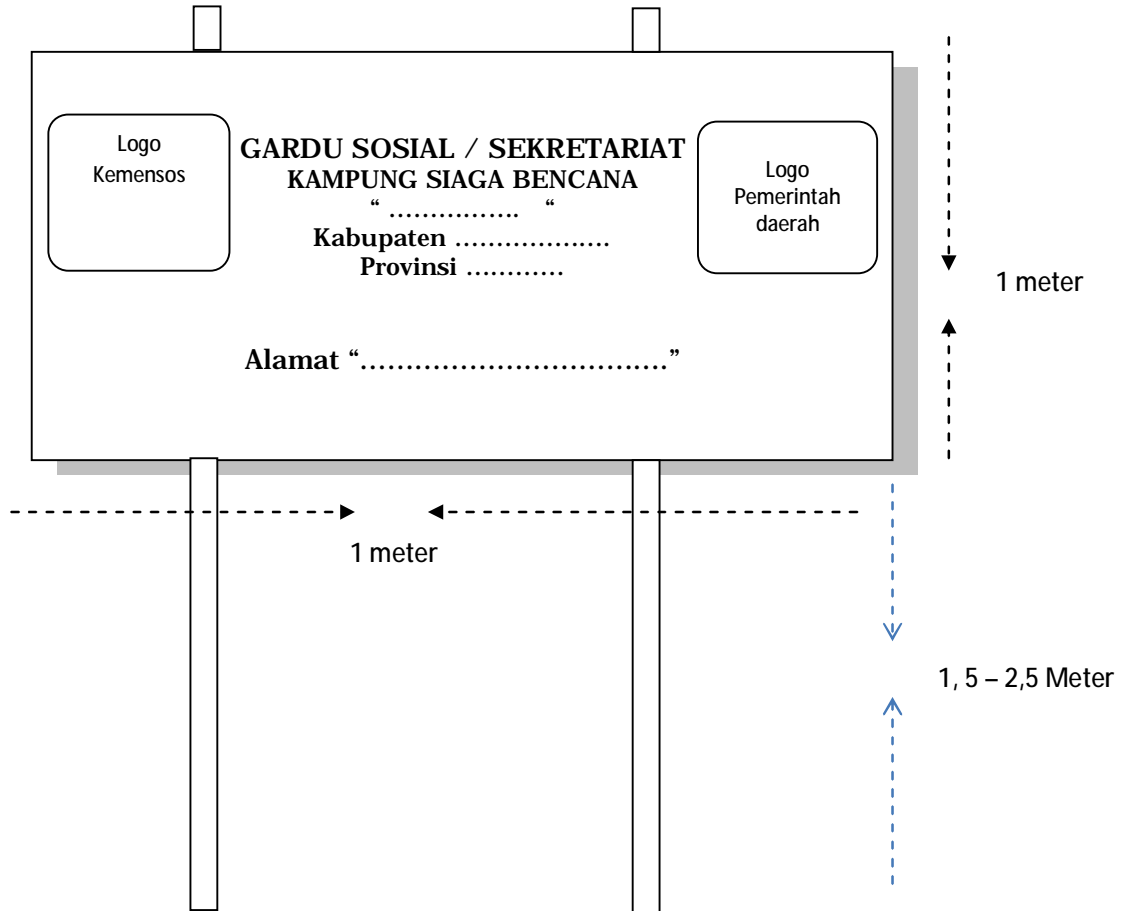 Logo
Kemensos
GARDU SOSIAL / SEKRETARIAT
KAMPUNG SIAGA BENCANA
“ ................ “
Kabupaten ...................
Provinsi ............
Logo
Pemerintah
daerah
Alamat “..................................”
1 meter
1 meter
1, 5 – 2,5 Meter